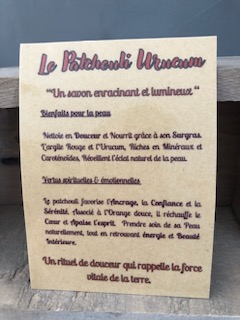 Le Patchouli Urucum
"Un savon enracinant et lumineux"
Bienfaits pour la peau
Nettoie en Douceur et Nourrit grâce à son Surgras.
L'argile Rouge et l'Urucum, Riches en Minéraux et
Caroténoïdes, Réveillent l'éclat naturel de la peau.
Vertus spirituelles & émotionnelles
Le patchouli favorise l'Ancrage, la Confiance et la
Sérénité. Associé à l'Orange douce, il réchauffe le
Cœur et Apaise l'esprit. Prendre soin de sa Peau
naturellement, tout en retrouvant énergie et Beauté
Intérieure.
Un rituel de douceur qui rappelle la force
vitale de la terre.